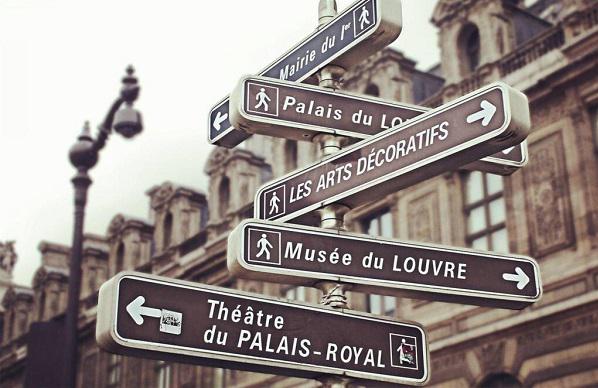 Mairie du Ier
Palais du
LES ARTS DÉCORATIFS
Musée du LOUVRE
Théâtre
du PALAIS-ROYAL